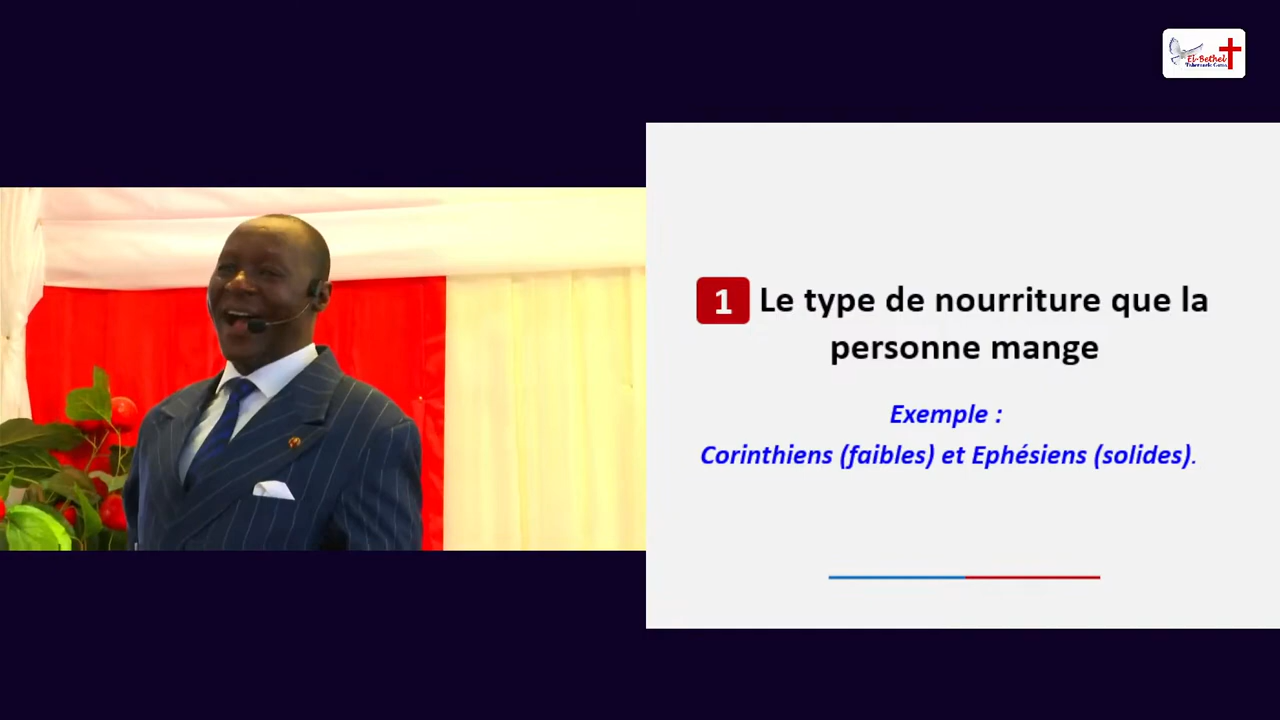 El-Bethel
1 Le type de nourriture que la
personne mange
Exemple :
Corinthiens (faibles) et Ephésiens (solides).